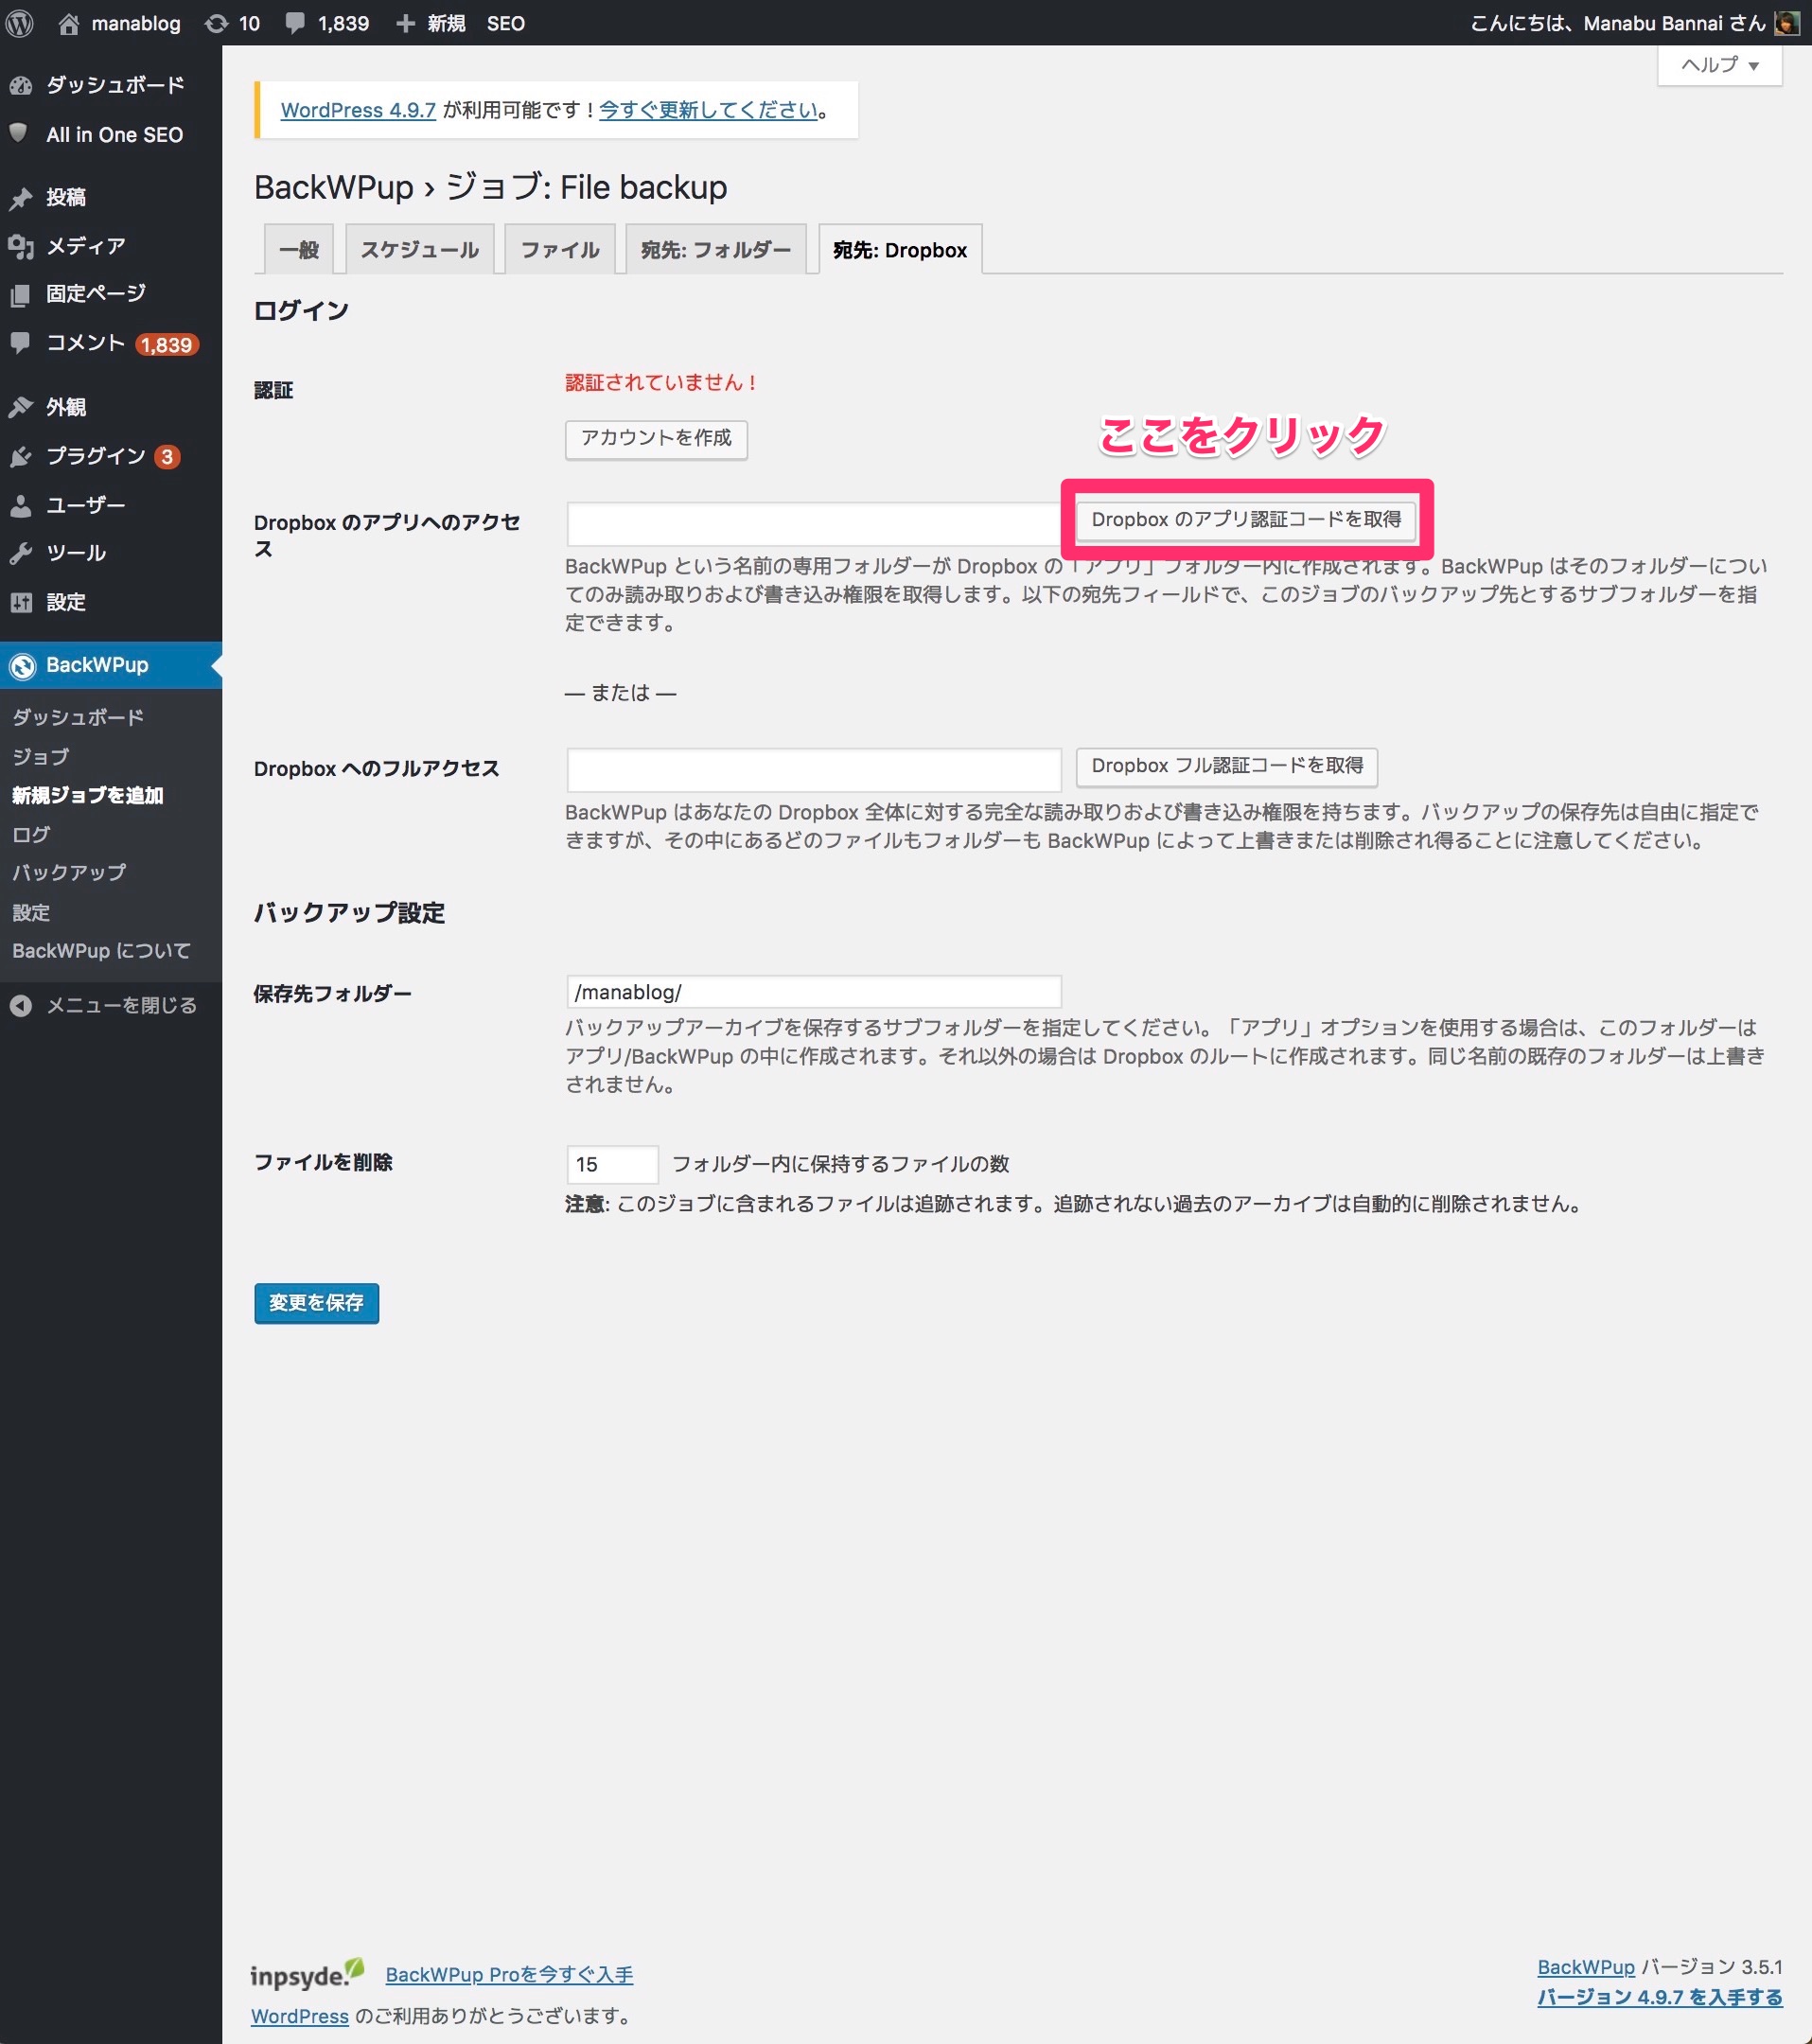 manablog 10 1,839 新規 SEO こんにちは、Manabu Bannai さん
ヘルプ
ダッシュボード
All in One SEO
投稿
メディア
固定ページ
コメント 1,839
外観
プラグイン 3
ユーザー
ツール
設定
BackWPup
ダッシュボード
ジョブ
新規ジョブを追加
ログ
バックアップ
設定
BackWPup について
メニューを閉じる
WordPress 4.9.7 が利用可能です ! 今すぐ更新してください。
BackWPup › ジョブ: File backup
一般 スケジュール ファイル 宛先: フォルダー 宛先: Dropbox
ログイン
認証
認証されていません !
アカウントを作成
ここをクリック
Dropbox のアプリへのアクセ
ス
Dropbox のアプリ認証コードを取得
BackWPup という名前の専用フォルダーが Dropbox の「アプリ」フォルダー内に作成されます。BackWPup はそのフォルダーについ
てのみ読み取りおよび書き込み権限を取得します。以下の宛先フィールドで、このジョブのバックアップ先とするサブフォルダーを指
定できます。
— または —
Dropbox へのフルアクセス
Dropbox フル認証コードを取得
BackWPup はあなたの Dropbox 全体に対する完全な読み取りおよび書き込み権限を持ちます。バックアップの保存先は自由に指定で
きますが、その中にあるどのファイルもフォルダーも BackWPup によって上書きまたは削除され得ることに注意してください。
バックアップ設定
保存先フォルダー
/manablog/
バックアップアーカイブを保存するサブフォルダーを指定してください。「アプリ」オプションを使用する場合は、このフォルダーは
アプリ/BackWPup の中に作成されます。それ以外の場合は Dropbox のルートに作成されます。同じ名前の既存のフォルダーは上書き
されません。
ファイルを削除
15 フォルダー内に保持するファイルの数
注意: このジョブに含まれるファイルは追跡されます。追跡されない過去のアーカイブは自動的に削除されません。
変更を保存
inpsyde. BackWPup Proを今すぐ入手
WordPress のご利用ありがとうございます。
BackWPup バージョン 3.5.1
バージョン 4.9.7 を入手する